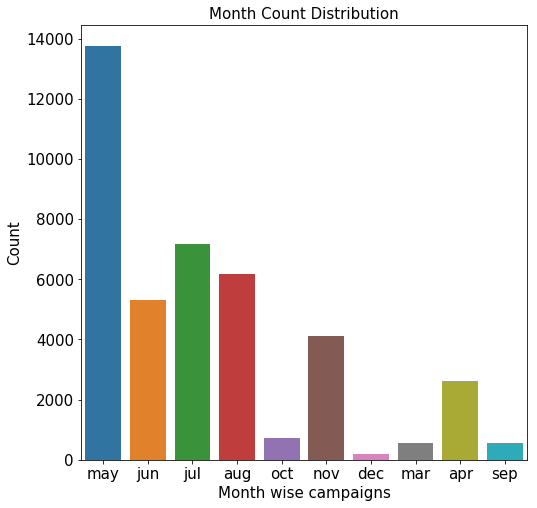 Month Count Distribution
14000
12000
10000
8000
6000
4000
2000
0
Count
may jun jul aug oct nov dec mar apr sep
Month wise campaigns